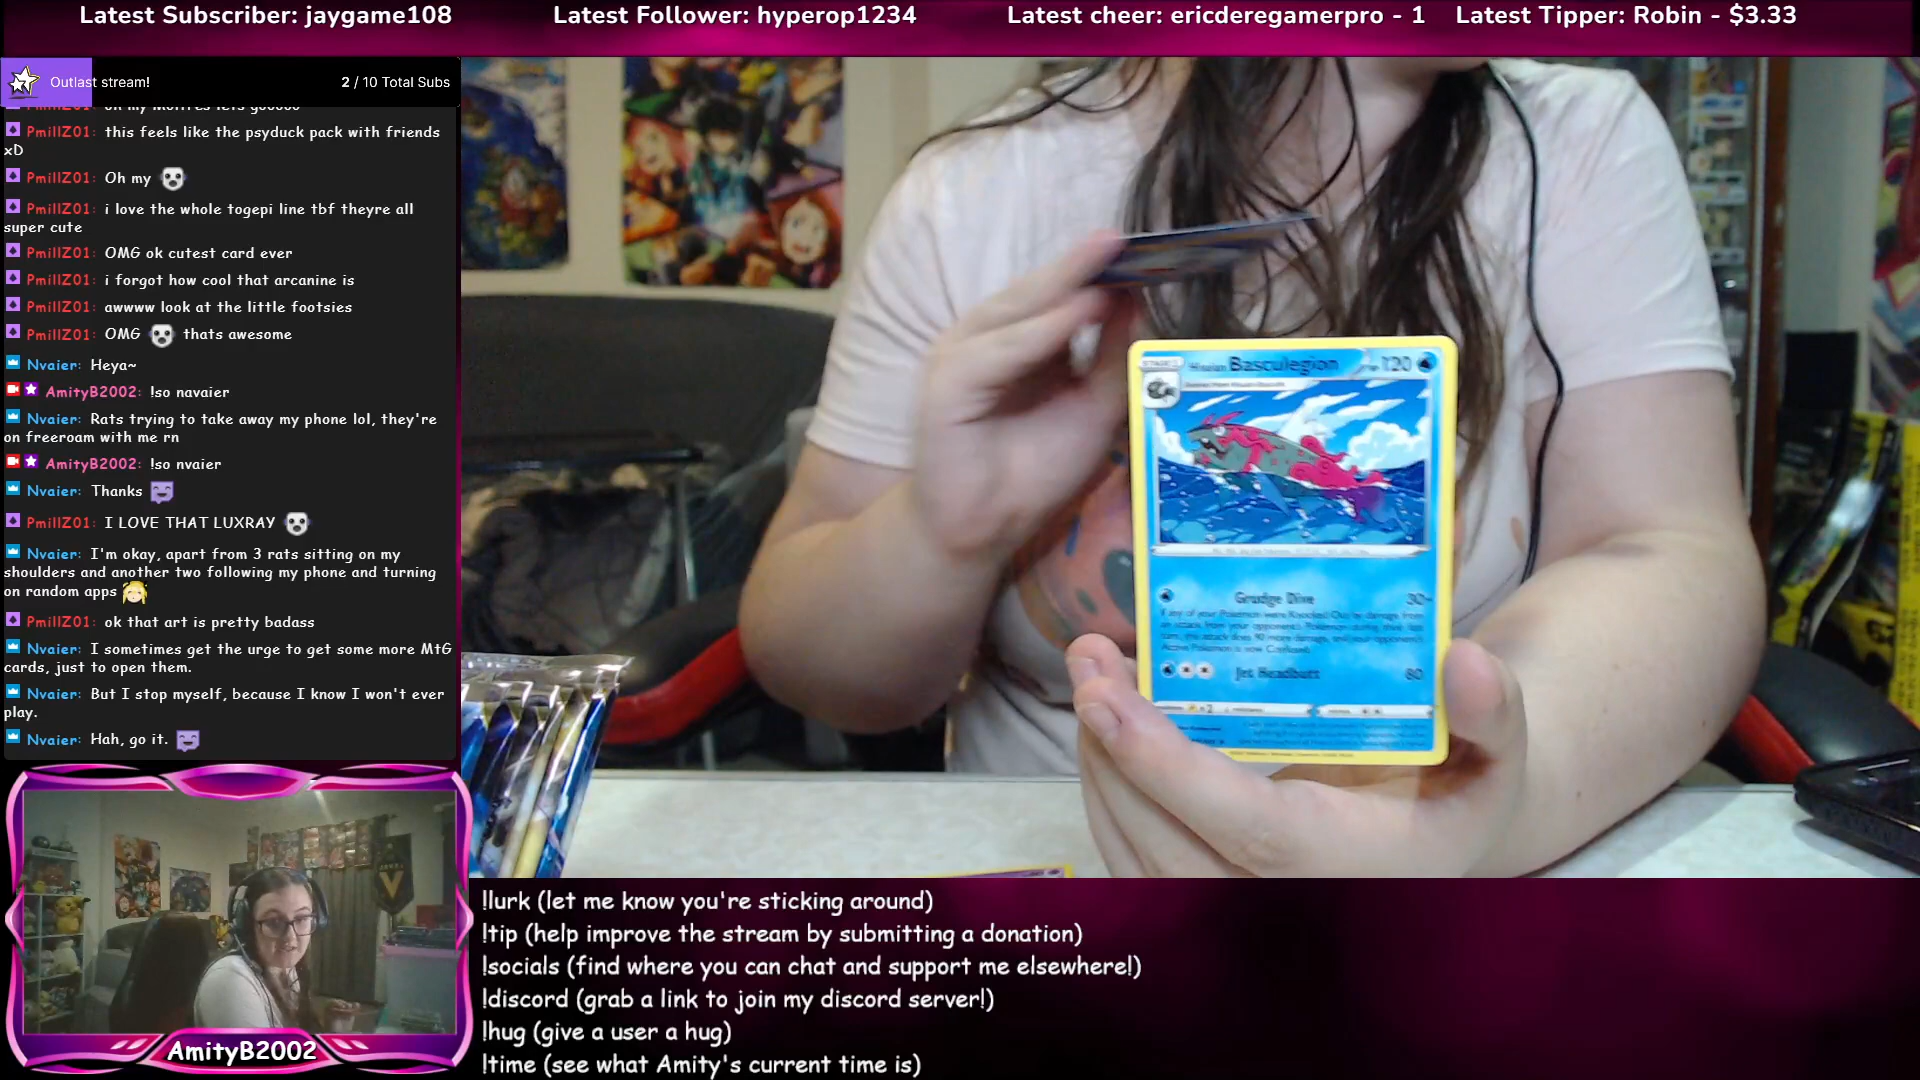 Latest Subscriber: jaygame108
Latest Follower: hyperop1234
Latest cheer: ericderegamerpro - 1
Latest Tipper: Robin - $3.33
Outlast stream!
2 / 10 Total Subs
PmillZ01: this feels like the psyduck pack with friends
xD
PmillZ01: Oh my
PmillZ01: i love the whole togepi line tbf theyre all
super cute
PmillZ01: OMG ok cutest card ever
PmillZ01: i forgot how cool that arcanine is
PmillZ01: awwww look at the little footsies
PmillZ01: OMG thats awesome
Nvaier: Heya~
AmityB2002: !so navaier
Nvaier: Rats trying to take away my phone lol, they're
on freeroam with me rn
AmityB2002: !so nvaier
Nvaier: Thanks
PmillZ01: I LOVE THAT LUXRAY
Nvaier: I'm okay, apart from 3 rats sitting on my
shoulders and another two following my phone and turning
on random apps
PmillZ01: ok that art is pretty badass
Nvaier: I sometimes get the urge to get some more MtG
cards, just to open them.
Nvaier: But I stop myself, because I know I won't ever
play.
Nvaier: Hah, go it.
Basculegion 120
Grudge Dive 30
Jet Headbutt 80
V
AmityB2002
!lurk (let me know you're sticking around)
!tip (help improve the stream by submitting a donation)
!socials (find where you can chat and support me elsewhere!)
!discord (grab a link to join my discord server!)
!hug (give a user a hug)
!time (see what Amity's current time is)